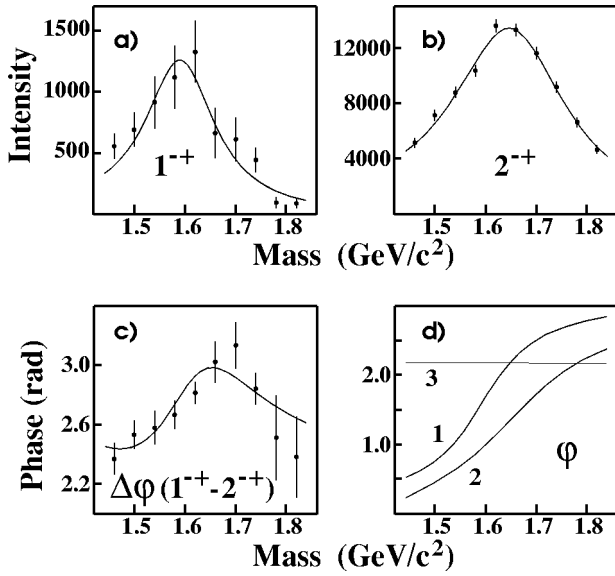 a)
b)
Intensity
1500
1000
500
12000
8000
4000
1⁻⁺
2⁻⁺
1.5 1.6 1.7 1.8
1.5 1.6 1.7 1.8
Mass (GeV/c²)
c)
d)
Phase (rad)
3.0
2.6
2.2
2.0
1.0
3
1
2
Δφ (1⁻⁺-2⁻⁺)
φ
1.5 1.6 1.7 1.8
1.5 1.6 1.7 1.8
Mass (GeV/c²)